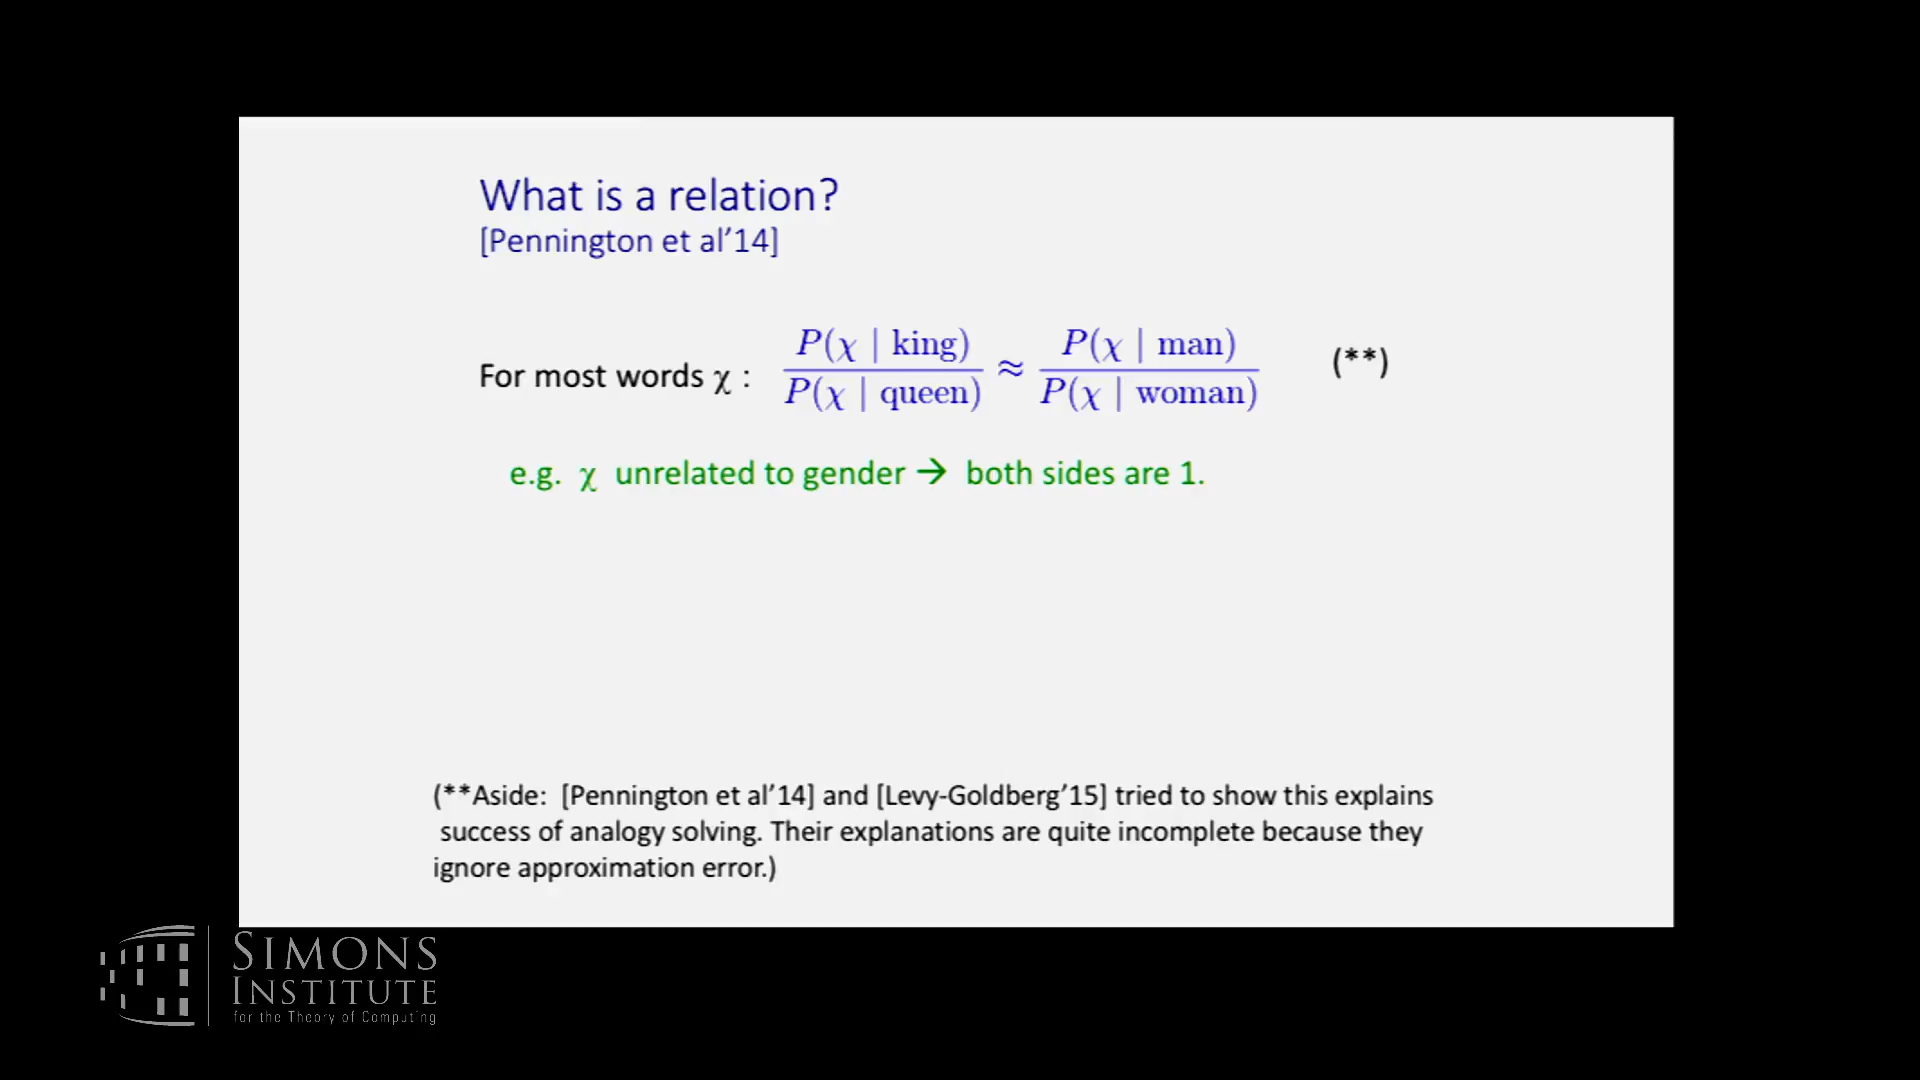 What is a relation?
[Pennington et al’14]
For most words χ : P(χ | king) / P(χ | queen) ≈ P(χ | man) / P(χ | woman) (**)
e.g. χ unrelated to gender → both sides are 1.
(**Aside: [Pennington et al’14] and [Levy-Goldberg’15] tried to show this explains
success of analogy solving. Their explanations are quite incomplete because they
ignore approximation error.)
SIMONS
INSTITUTE
for the Theory of Computing